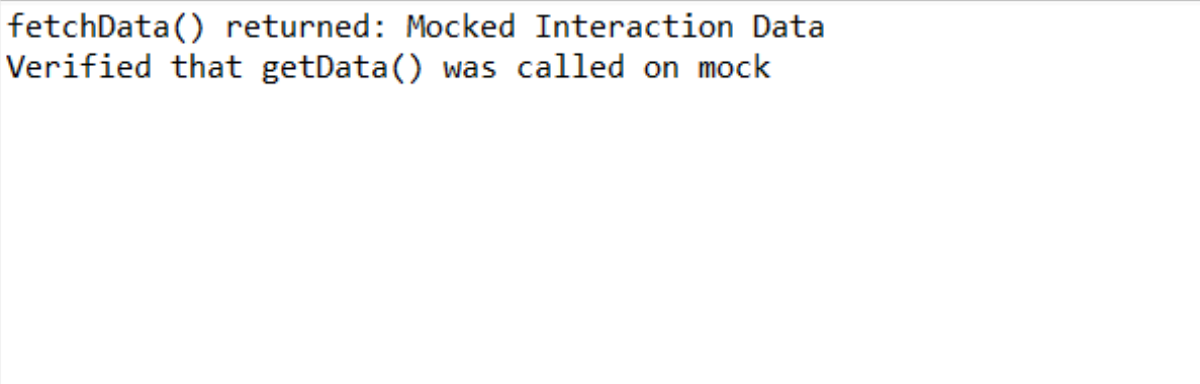 fetchData() returned: Mocked Interaction Data
Verified that getData() was called on mock